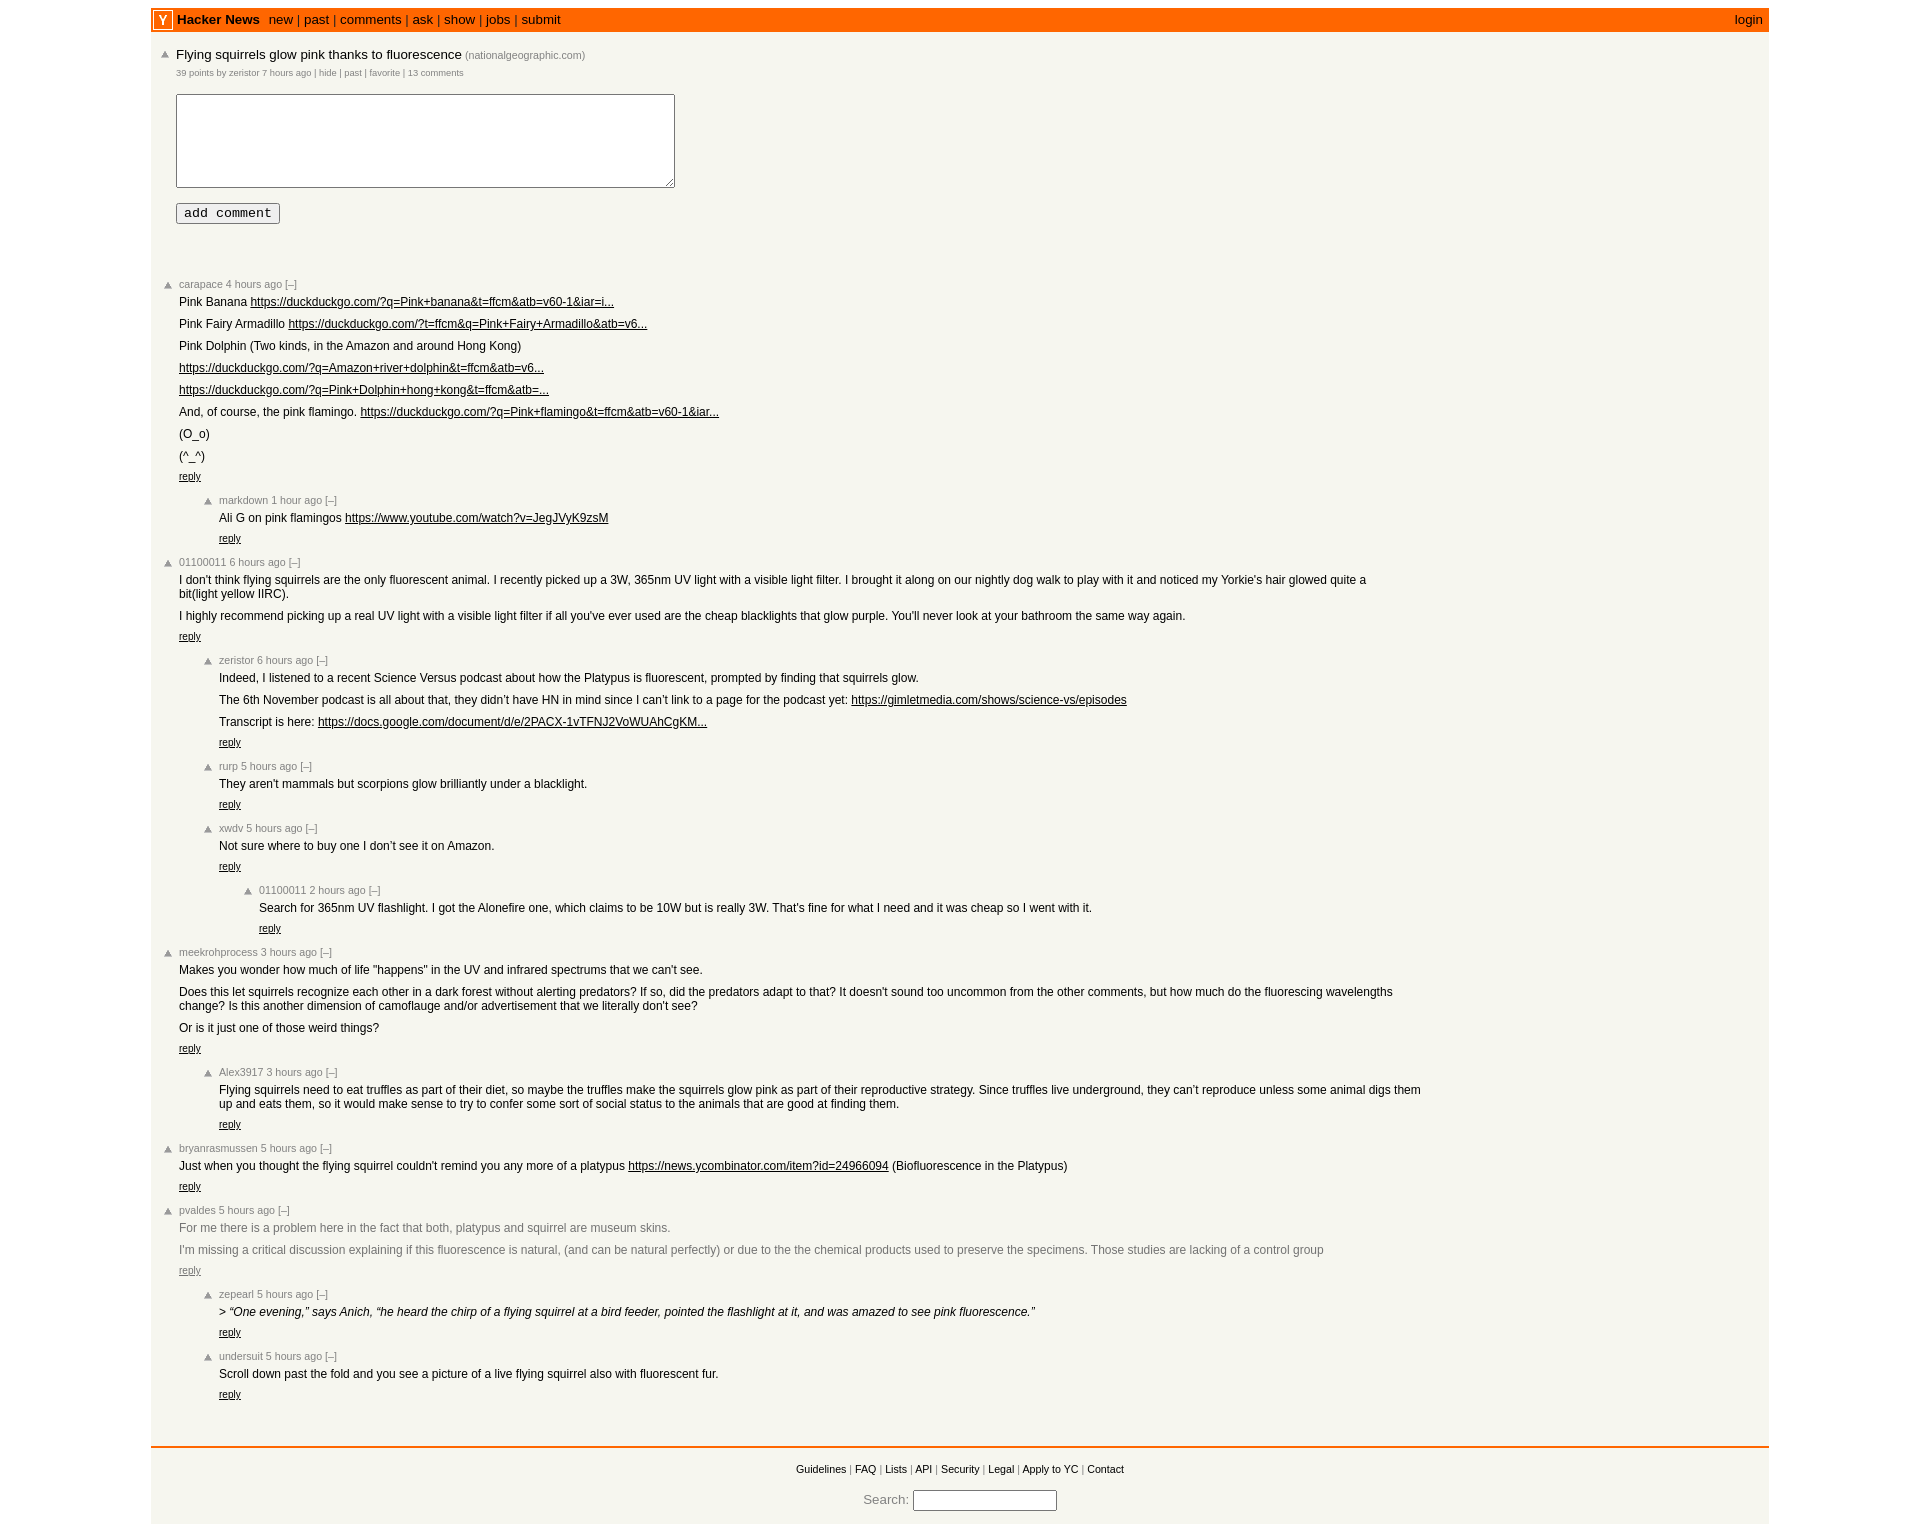 Y Hacker News new | past | comments | ask | show | jobs | submit login
Flying squirrels glow pink thanks to fluorescence (nationalgeographic.com)
39 points by zeristor 7 hours ago | hide | past | favorite | 13 comments
add comment
carapace 4 hours ago [–]
Pink Banana https://duckduckgo.com/?q=Pink+banana&t=ffcm&atb=v60-1&iar=i...
Pink Fairy Armadillo https://duckduckgo.com/?t=ffcm&q=Pink+Fairy+Armadillo&atb=v6...
Pink Dolphin (Two kinds, in the Amazon and around Hong Kong)
https://duckduckgo.com/?q=Amazon+river+dolphin&t=ffcm&atb=v6...
https://duckduckgo.com/?q=Pink+Dolphin+hong+kong&t=ffcm&atb=...
And, of course, the pink flamingo. https://duckduckgo.com/?q=Pink+flamingo&t=ffcm&atb=v60-1&iar...
(O_o)
(^_^)
reply
markdown 1 hour ago [–]
Ali G on pink flamingos https://www.youtube.com/watch?v=JegJVyK9zsM
reply
01100011 6 hours ago [–]
I don't think flying squirrels are the only fluorescent animal. I recently picked up a 3W, 365nm UV light with a visible light filter. I brought it along on our nightly dog walk to play with it and noticed my Yorkie's hair glowed quite a
bit(light yellow IIRC).
I highly recommend picking up a real UV light with a visible light filter if all you've ever used are the cheap blacklights that glow purple. You'll never look at your bathroom the same way again.
reply
zeristor 6 hours ago [–]
Indeed, I listened to a recent Science Versus podcast about how the Platypus is fluorescent, prompted by finding that squirrels glow.
The 6th November podcast is all about that, they didn’t have HN in mind since I can’t link to a page for the podcast yet: https://gimletmedia.com/shows/science-vs/episodes
Transcript is here: https://docs.google.com/document/d/e/2PACX-1vTFNJ2VoWUAhCgKM...
reply
rurp 5 hours ago [–]
They aren't mammals but scorpions glow brilliantly under a blacklight.
reply
xwdv 5 hours ago [–]
Not sure where to buy one I don’t see it on Amazon.
reply
01100011 2 hours ago [–]
Search for 365nm UV flashlight. I got the Alonefire one, which claims to be 10W but is really 3W. That's fine for what I need and it was cheap so I went with it.
reply
meekrohprocess 3 hours ago [–]
Makes you wonder how much of life "happens" in the UV and infrared spectrums that we can't see.
Does this let squirrels recognize each other in a dark forest without alerting predators? If so, did the predators adapt to that? It doesn't sound too uncommon from the other comments, but how much do the fluorescing wavelengths
change? Is this another dimension of camoflauge and/or advertisement that we literally don't see?
Or is it just one of those weird things?
reply
Alex3917 3 hours ago [–]
Flying squirrels need to eat truffles as part of their diet, so maybe the truffles make the squirrels glow pink as part of their reproductive strategy. Since truffles live underground, they can’t reproduce unless some animal digs them
up and eats them, so it would make sense to try to confer some sort of social status to the animals that are good at finding them.
reply
bryanrasmussen 5 hours ago [–]
Just when you thought the flying squirrel couldn't remind you any more of a platypus https://news.ycombinator.com/item?id=24966094 (Biofluorescence in the Platypus)
reply
pvaldes 5 hours ago [–]
For me there is a problem here in the fact that both, platypus and squirrel are museum skins.
I'm missing a critical discussion explaining if this fluorescence is natural, (and can be natural perfectly) or due to the the chemical products used to preserve the specimens. Those studies are lacking of a control group
reply
zepearl 5 hours ago [–]
> “One evening,” says Anich, “he heard the chirp of a flying squirrel at a bird feeder, pointed the flashlight at it, and was amazed to see pink fluorescence.”
reply
undersuit 5 hours ago [–]
Scroll down past the fold and you see a picture of a live flying squirrel also with fluorescent fur.
reply
Guidelines | FAQ | Lists | API | Security | Legal | Apply to YC | Contact
Search: